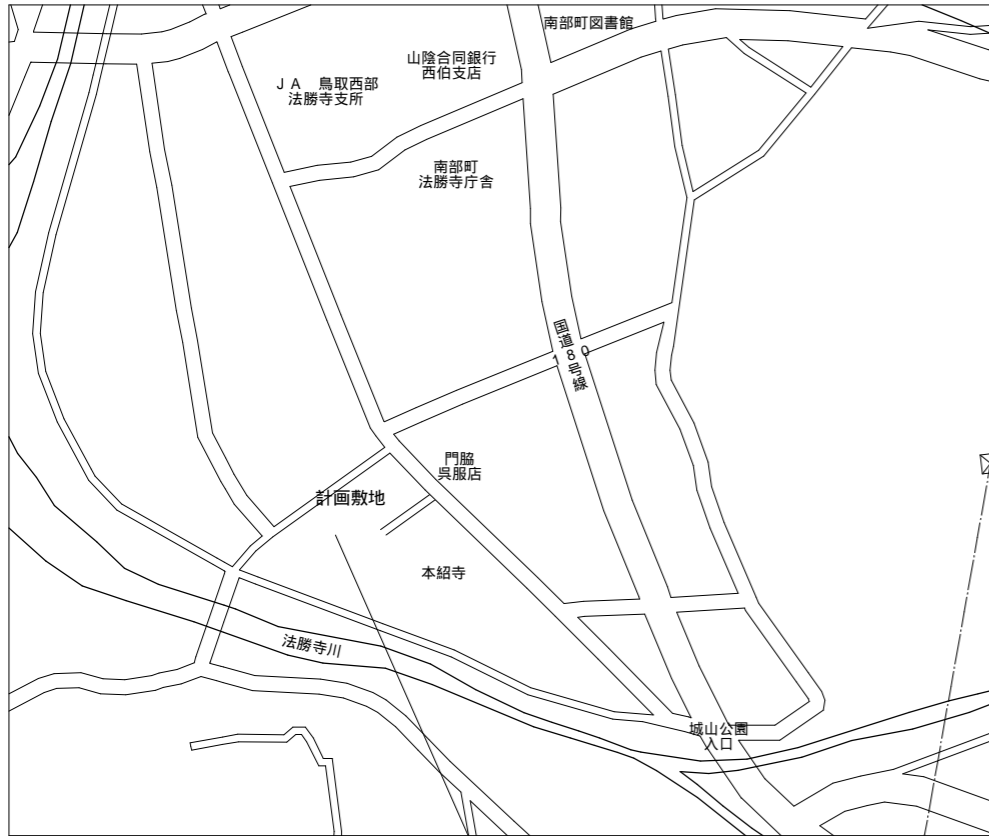 南部町図書館
山陰合同銀行
西伯支店
ＪＡ　鳥取西部
法勝寺支所
南部町
法勝寺庁舎
国道180号線
門脇
呉服店
計画敷地
本紹寺
法勝寺川
城山公園
入口